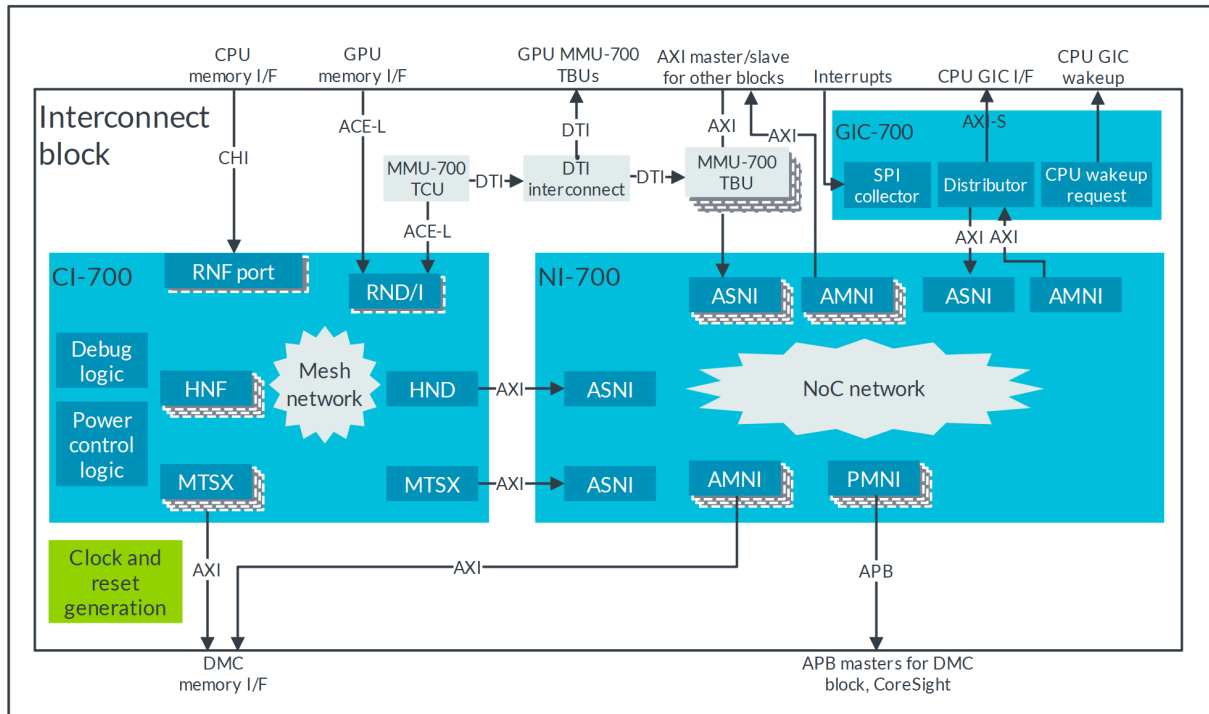 CPU
memory I/F
GPU
memory I/F
GPU MMU-700
TBUs
AXI master/slave
for other blocks
Interrupts
CPU GIC I/F
CPU GIC
wakeup
Interconnect
block
CHI
ACE-L
DTI
AXI
AXI
GIC-700
AXI-S
MMU-700
TCU
DTI
DTI
interconnect
DTI
MMU-700
TBU
SPI
collector
Distributor
CPU wakeup
request
ACE-L
AXI
AXI
CI-700
RNF port
RND/I
NI-700
ASNI
AMNI
ASNI
AMNI
Debug
logic
HNF
Mesh
network
HND
AXI
ASNI
NoC network
Power
control
logic
MTSX
MTSX
AXI
ASNI
AMNI
PMNI
Clock and
reset
generation
AXI
AXI
APB
DMC
memory I/F
APB masters for DMC
block, CoreSight